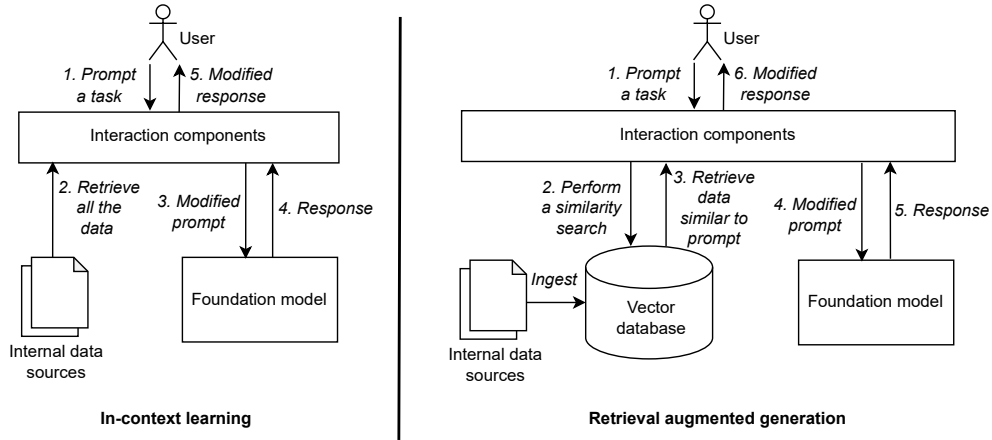 User
1. Prompt
a task
5. Modified
response
Interaction components
2. Retrieve
all the
data
3. Modified
prompt
4. Response
Foundation model
Internal data
sources
In-context learning
User
1. Prompt
a task
6. Modified
response
Interaction components
2. Perform
a similarity
search
3. Retrieve
data
similar to
prompt
4. Modified
prompt
5. Response
Ingest
Vector
database
Foundation model
Internal data
sources
Retrieval augmented generation